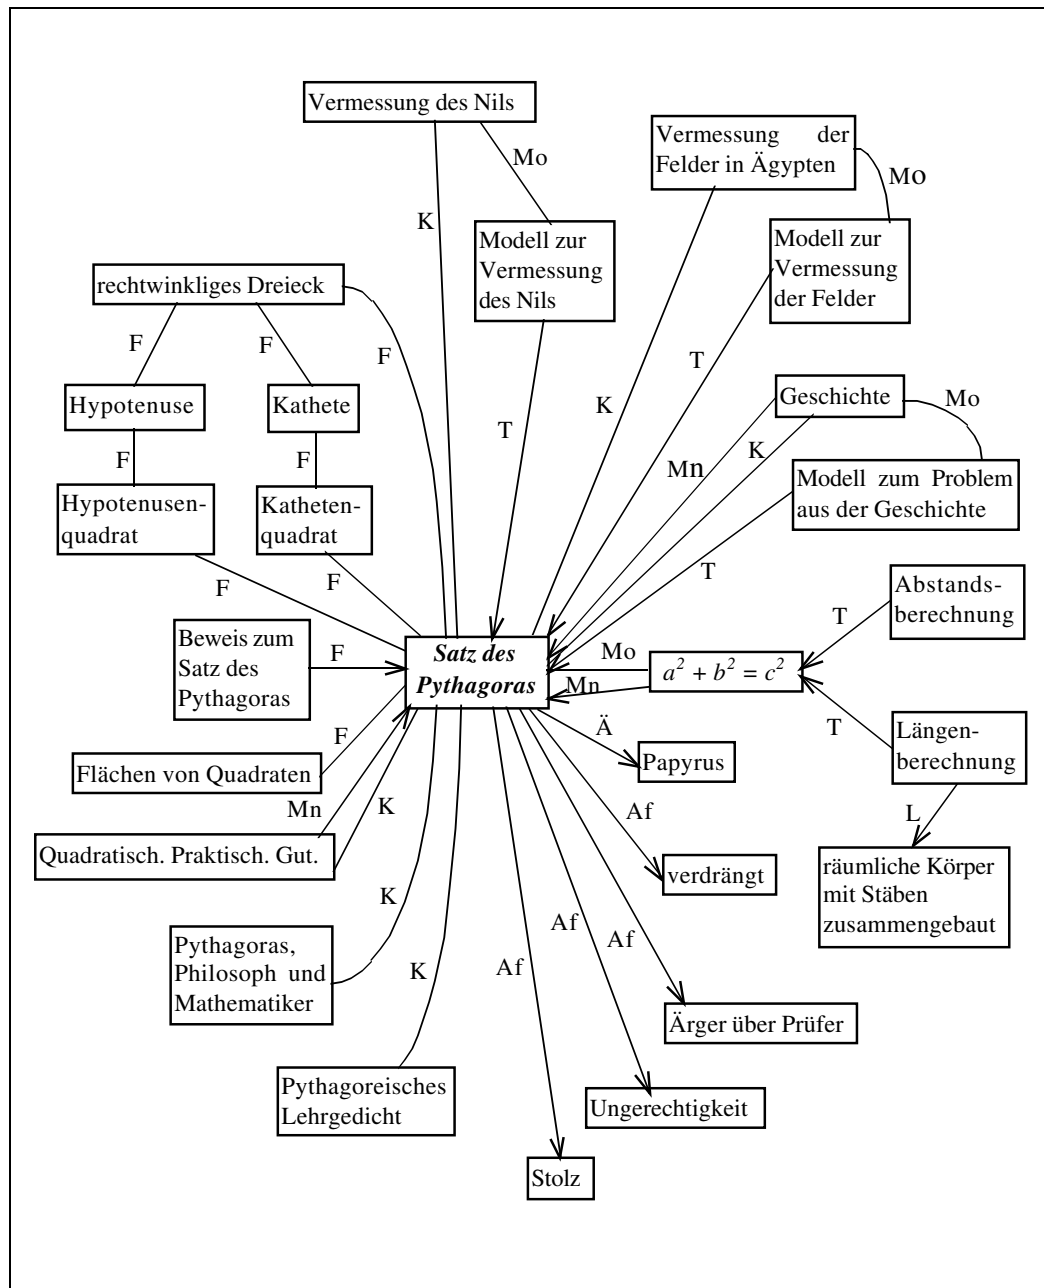 Vermessung des Nils
Vermessung der
Felder in Ägypten
Mo
Mo
K
Modell zur
Vermessung
des Nils
Modell zur
Vermessung
der Felder
rechtwinkliges Dreieck
F
F
F
T
K
T
Hypotenuse
Kathete
Geschichte
Mo
Mn
K
F
F
Modell zum Problem
aus der Geschichte
Hypotenusen-
quadrat
Katheten-
quadrat
F
F
T
Abstands-
berechnung
T
Beweis zum
Satz des
Pythagoras
F
Satz des
Pythagoras
Mo
Mn
a² + b² = c²
F
Ä
T
Längen-
berechnung
Flächen von Quadraten
Papyrus
Mn
K
Af
L
Quadratisch. Praktisch. Gut.
verdrängt
räumliche Körper
mit Stäben
zusammengebaut
K
Af
Af
Pythagoras,
Philosoph und
Mathematiker
K
Af
Ärger über Prüfer
Pythagoreisches
Lehrgedicht
Ungerechtigkeit
Stolz